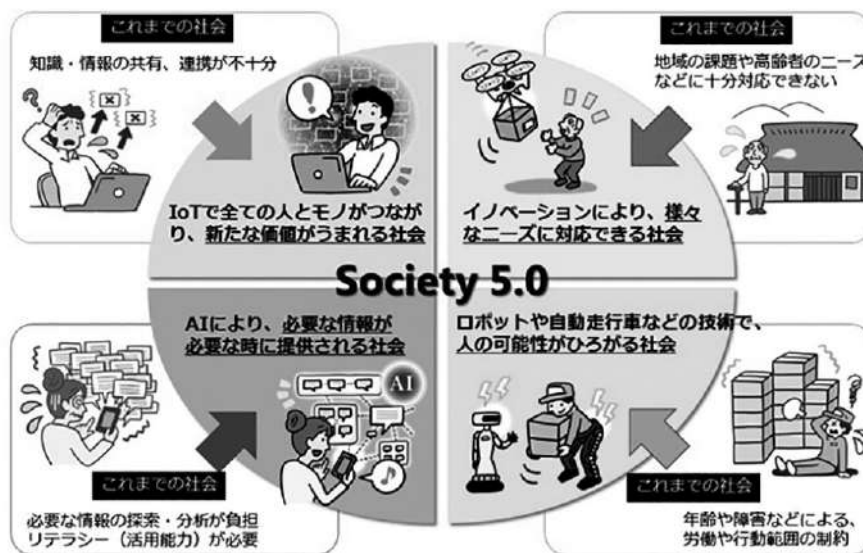 これまでの社会
知識・情報の共有、連携が不十分
IoTで全ての人とモノがつなが
り、新たな価値がうまれる社会
これまでの社会
地域の課題や高齢者のニーズ
などに十分対応できない
イノベーションにより、様々
なニーズに対応できる社会
Society 5.0
AIにより、必要な情報が
必要な時に提供される社会
AI
これまでの社会
必要な情報の探索・分析が負担
リテラシー（活用能力）が必要
ロボットや自動走行車などの技術で、
人の可能性がひろがる社会
これまでの社会
年齢や障害などによる、
労働や行動範囲の制約